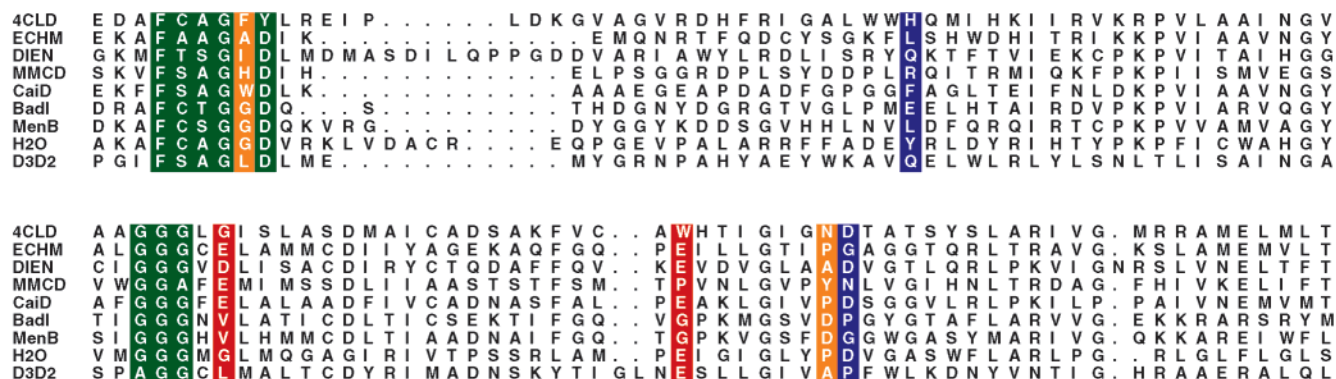 4CLD E D A F C A G F Y L R E I P . . . . . . L D K G V A G V R D H F R I G A L W W H Q M I H K I I R V K R P V L A A I N G V
ECHM E K A F A A G A D I K . . . . . . . . . . . . . E M Q N R T F Q D C Y S G K F L S H W D H I T R I K K P V I A A V N G Y
DIEN G K M F T S G I D L M D M A S D I L Q P P G D D V A R I A W Y L R D L I S R Y Q K T F T V I E K C P K P V I T A I H G G
MMCD S K V F S A G H D I H . . . . . . . . . . . . E L P S G G R D P L S Y D D P L R Q I T R M I Q K F P K P I I S M V E G S
CaiD E K F F S A G W D L K . . . . . . . . . . . . A A A E G E A P D A D F G P G G F A G L T E I F N L D K P V I A A V N G Y
BadI D R A F C T G G D Q . . . S . . . . . . . . . T H D G N Y D G R G T V G L P M E E L H T A I R D V P K P V I A R V Q G Y
MenB D K A F C S G G D Q K V R G . . . . . . . . . D Y G G Y K D D S G V H H L N V L D F Q R Q I R T C P K P V V A M V A G Y
H2O A K A F C A G G D V R K L V D A C R . . . . E Q P G E V P A L A R R F F A D E Y R L D Y R I H T Y P K P F I C W A H G Y
D3D2 P G I F S A G L D L M E . . . . . . . . . . . M Y G R N P A H Y A E Y W K A V Q E L W L R L Y L S N L T L I S A I N G A
4CLD A A G G G L G I S L A S D M A I C A D S A K F V C . . A W H T I G I G N D T A T S Y S L A R I V G . M R R A M E L M L T
ECHM A L G G G C E L A M M C D I I Y A G E K A Q F G Q . . P E I L L G T I P G A G G T Q R L T R A V G . K S L A M E M V L T
DIEN C I G G G V D L I S A C D I R Y C T Q D A F F Q V . . K E V D V G L A A D V G T L Q R L P K V I G N R S L V N E L T F T
MMCD V W G G A F E M I M S S D L I I A A S T S T F S M . . T P V N L G V P Y N L V G I H N L T R D A G . F H I V K E L I F T
CaiD A F G G G F E L A L A A D F I V C A D N A S F A L . . P E A K L G I V P D S G G V L R L P K I L P . P A I V N E M V M T
BadI T I G G G N V L A T I C D L T I C S E K T I F G Q . . V G P K M G S V D P G Y G T A F L A R V V G . E K K R A R S R Y M
MenB S I G G G H V L H M M C D L T I A A D N A I F G Q . . T G P K V G S F D G G W G A S Y M A R I V G . Q K K A R E I W F L
H2O V M G G G M G L M Q G A G I R I V T P S S R L A M . . P E I G I G L Y P D V G A S W F L A R L P G . . R L G L F L G L S
D3D2 S P A G G C L M A L T C D Y R I M A D N S K Y T I G L N E S L L G I V A P F W L K D N Y V N T I G . H R A A E R A L Q L